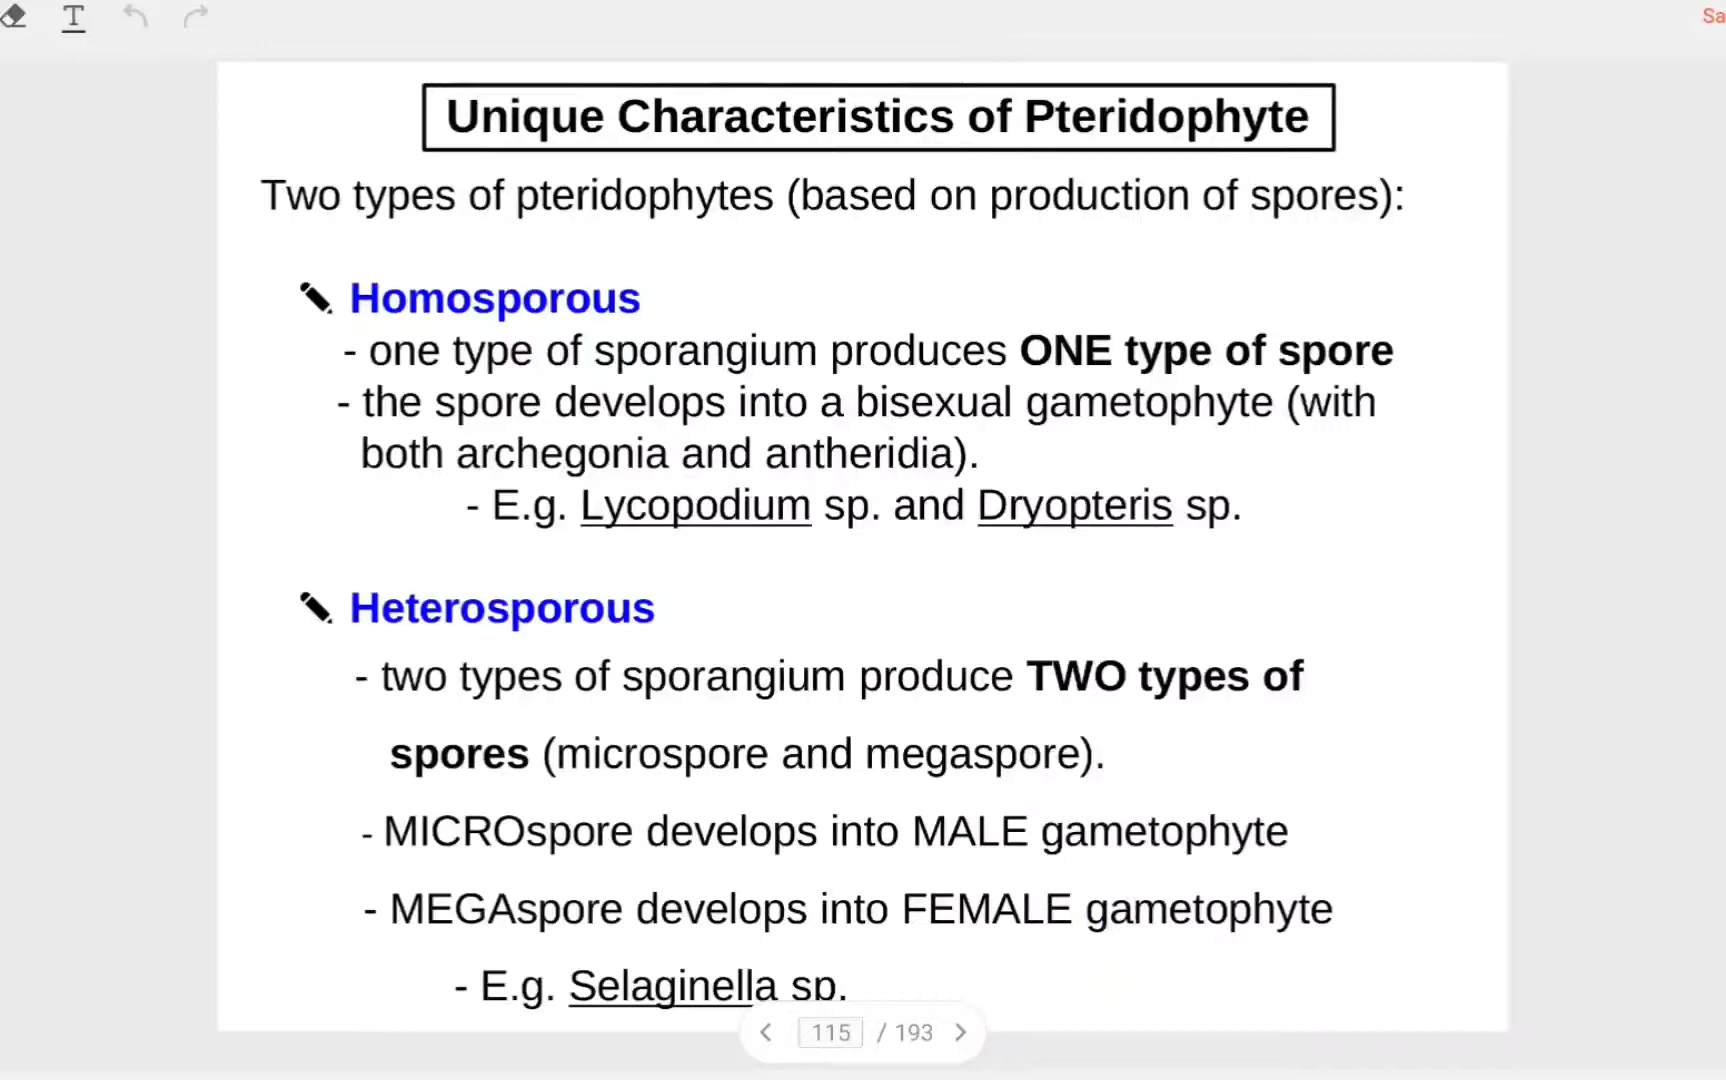 T
Sa
Unique Characteristics of Pteridophyte
Two types of pteridophytes (based on production of spores):
Homosporous
- one type of sporangium produces ONE type of spore
- the spore develops into a bisexual gametophyte (with
both archegonia and antheridia).
- E.g. Lycopodium sp. and Dryopteris sp.
Heterosporous
- two types of sporangium produce TWO types of
spores (microspore and megaspore).
- MICROspore develops into MALE gametophyte
- MEGAspore develops into FEMALE gametophyte
- E.g. Selaginella sp.
115 / 193